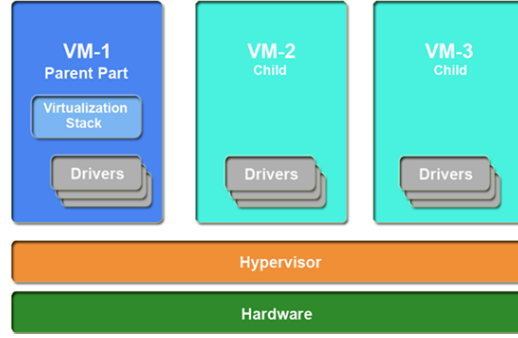 VM-1
Parent Part
Virtualization
Stack
Drivers
VM-2
Child
Drivers
VM-3
Child
Drivers
Hypervisor
Hardware